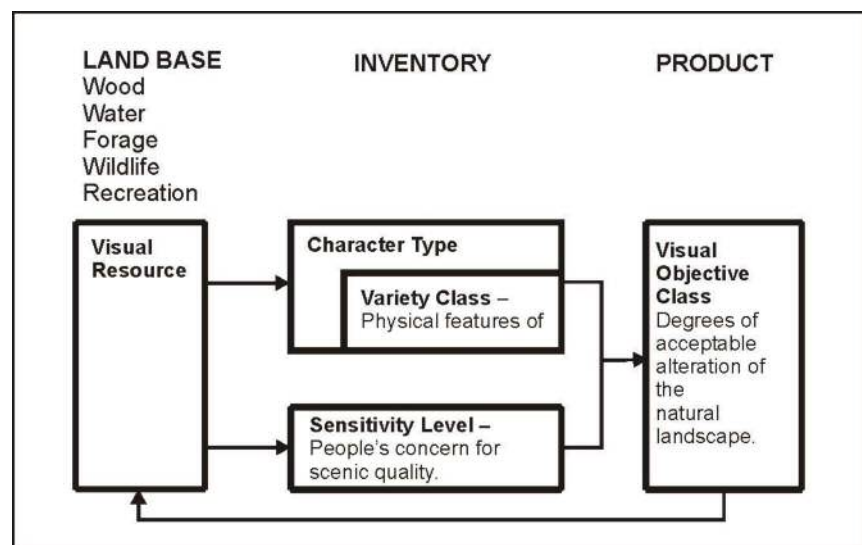 LAND BASE
Wood
Water
Forage
Wildlife
Recreation
INVENTORY
PRODUCT
Visual
Resource
Character Type
Variety Class –
Physical features of
Sensitivity Level –
People's concern for
scenic quality.
Visual
Objective
Class
Degrees of
acceptable
alteration of
the
natural
landscape.